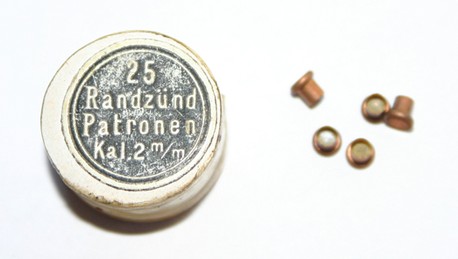 25
Randzünd
Patronen
Kal.2 m/m